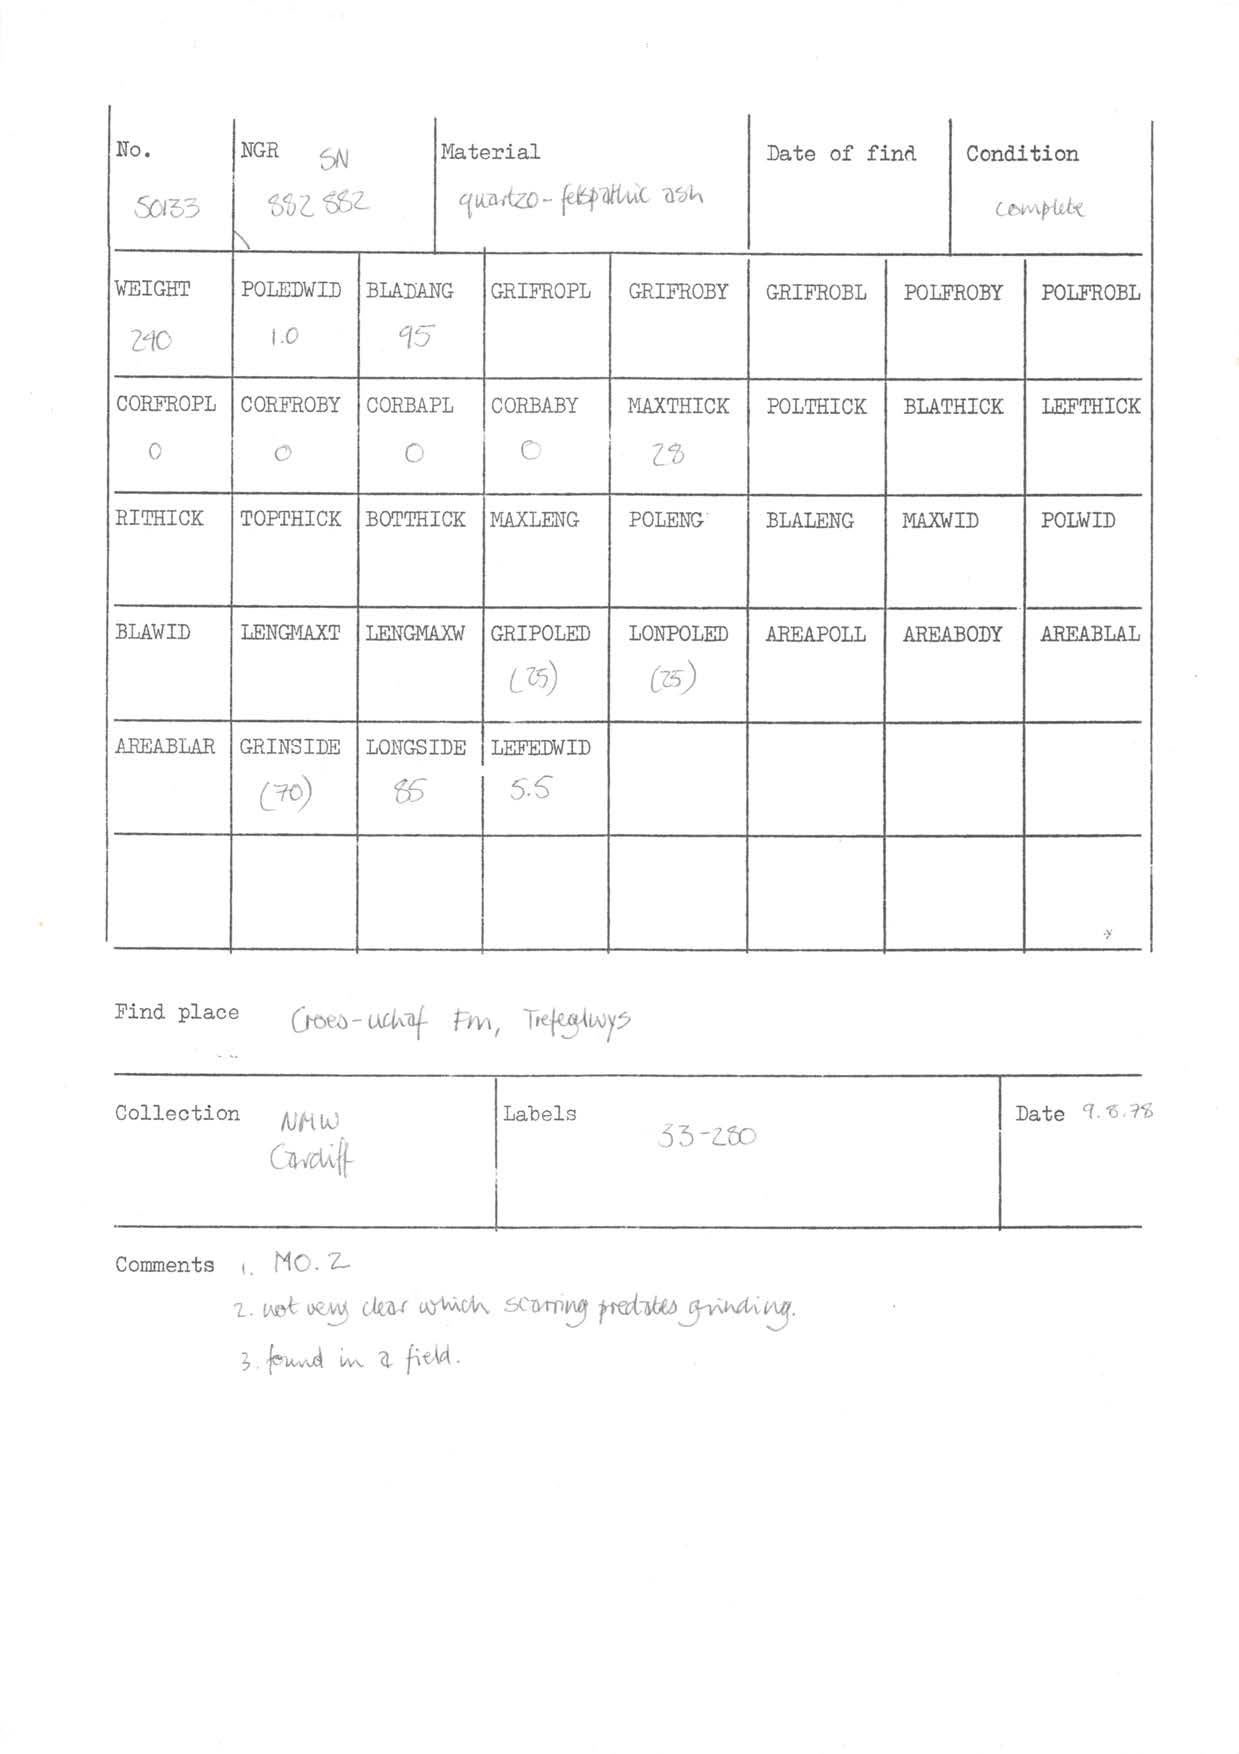 No. NGR SN Material Date of find Condition
50133 882 882 quartzo-felspathic ash complete
WEIGHT POLEDWID BLADANG GRIFROPL GRIFROBY GRIFROBL POLFROBY POLFROBL
240 1.0 95
CORFROPL CORFROBY CORBAPL CORBABY MAXTHICK POLTHICK BLATHICK LEFTHICK
0 0 0 0 28
RITHICK TOPTHICK BOTTHICK MAXLENG POLENG BLALENG MAXWID POLWID
BLAWID LENGMAXT LENGMAXW GRIPOLED LONPOLED AREAPOLL AREABODY AREABLAL
(25) (25)
AREABLAR GRINSIDE LONGSIDE LEFEDWID
(70) 85 5.5
Find place Croes-uchaf Fm, Trefeglwys
Collection NMW Labels Date 9.8.78
Cardiff 33-280
Comments 1. MO.2
2. not very clear which scarring predates grinding.
3. found in a field.